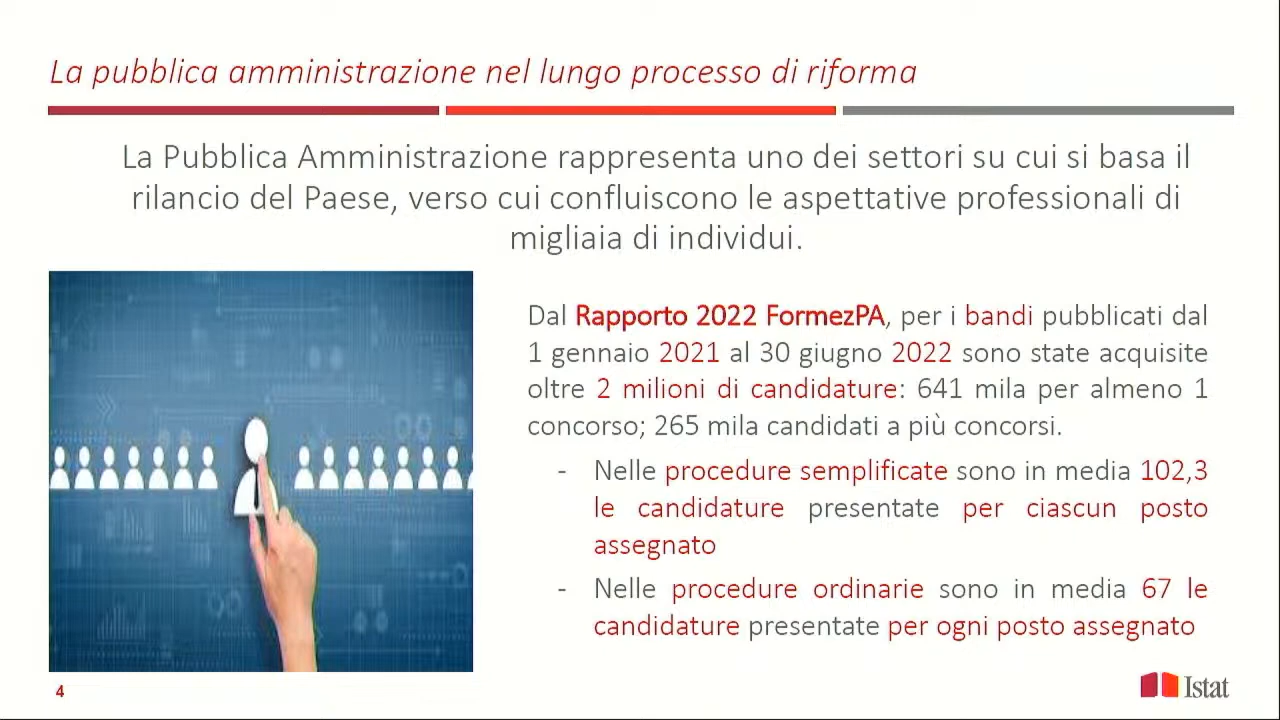 La pubblica amministrazione nel lungo processo di riforma
La Pubblica Amministrazione rappresenta uno dei settori su cui si basa il
rilancio del Paese, verso cui confluiscono le aspettative professionali di
migliaia di individui.
Dal Rapporto 2022 FormezPA, per i bandi pubblicati dal
1 gennaio 2021 al 30 giugno 2022 sono state acquisite
oltre 2 milioni di candidature: 641 mila per almeno 1
concorso; 265 mila candidati a più concorsi.
- Nelle procedure semplificate sono in media 102,3
le candidature presentate per ciascun posto
assegnato
- Nelle procedure ordinarie sono in media 67 le
candidature presentate per ogni posto assegnato
4
Istat